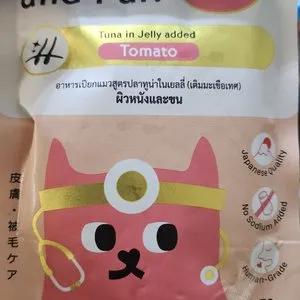 and Fur
Tuna in Jelly added
Tomato
อาหารเปียกแมวสูตรปลาทูน่าในเยลลี่ (เติมมะเขือเทศ)
ผิวหนังและขน
Japanese Quality
No Sodium Added
Human-Grade
皮膚・被毛ケア